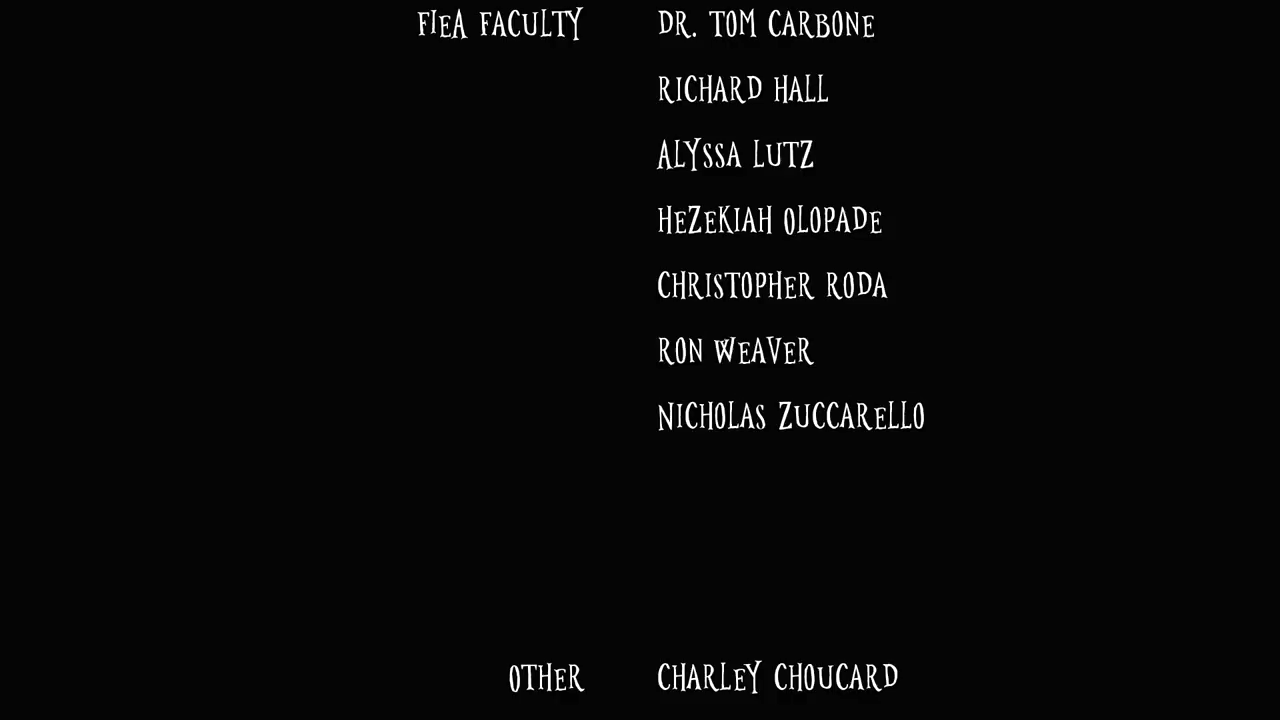 FIEA FACULTY DR. TOM CARBONE
RICHARD HALL
ALYSSA LUTZ
HEZEKIAH OLOPADE
CHRISTOPHER RODA
RON WEAVER
NICHOLAS ZUCCARELLO
OTHER CHARLEY CHOUCARD